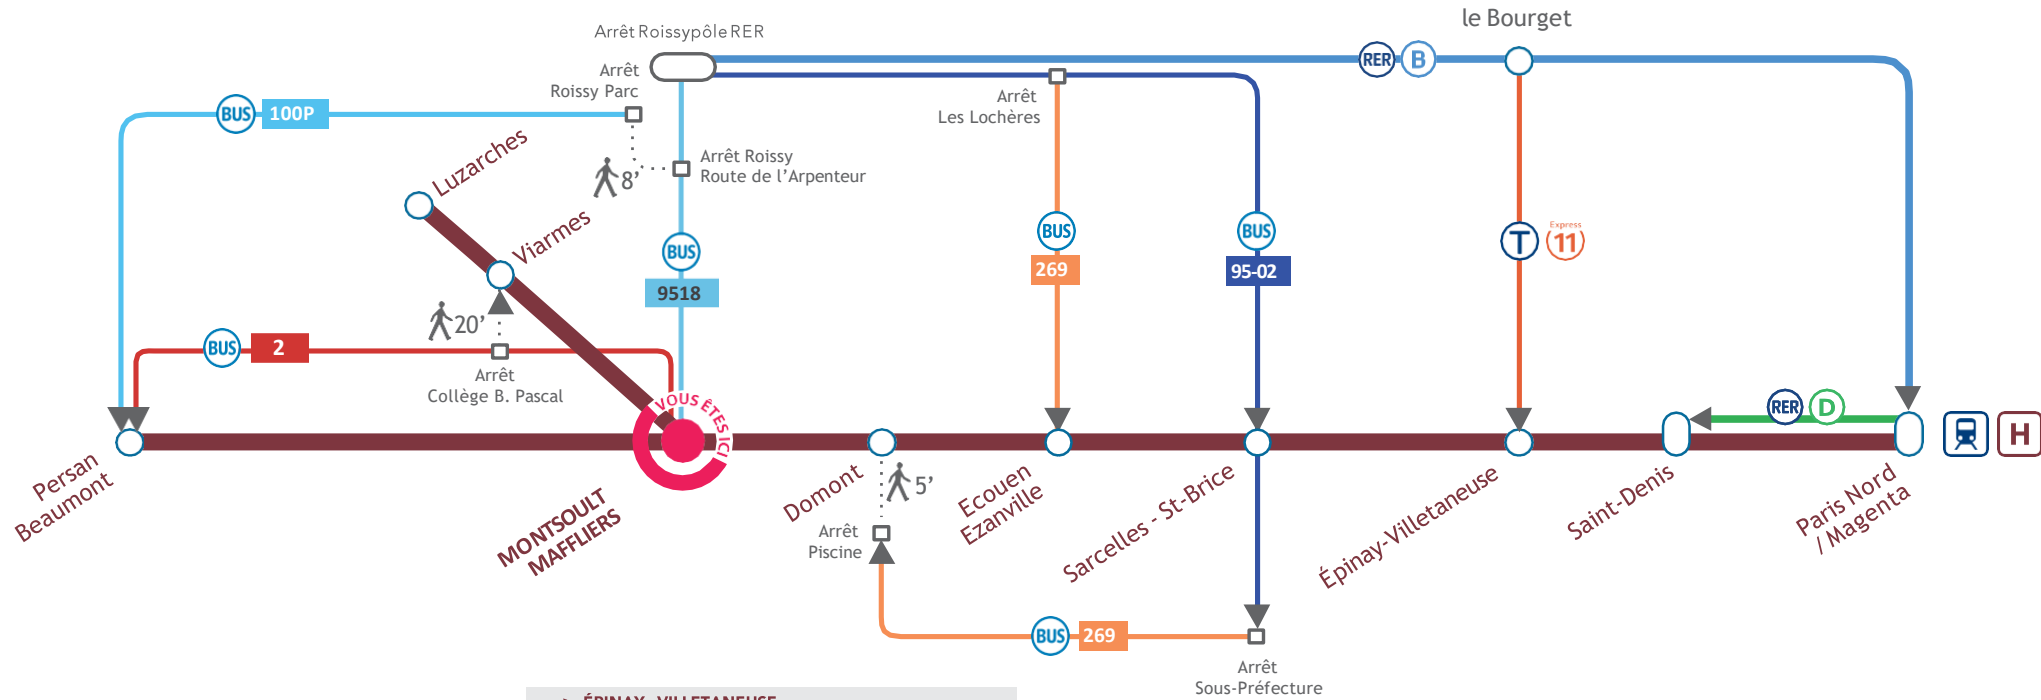 le Bourget
Arrêt Roissypôle RER
RER B
Arrêt
Roissy Parc
BUS 100P
Arrêt
Les Lochères
Luzarches
Arrêt Roissy
Route de l'Arpenteur
8'
Viarmes
BUS
9518
BUS
269
BUS
95-02
T
Express
11
20'
BUS 2
Arrêt
Collège B. Pascal
VOUS ÊTES ICI
RER D
H
Persan
Beaumont
MONTSOULT
MAFFLIERS
Domont
5'
Ecouen
Ezanville
Sarcelles - St-Brice
Épinay-Villetaneuse
Saint-Denis
Paris Nord
/ Magenta
Arrêt
Piscine
BUS 269
Arrêt
Sous-Préfecture
ÉPINAY - VILLETANEUSE